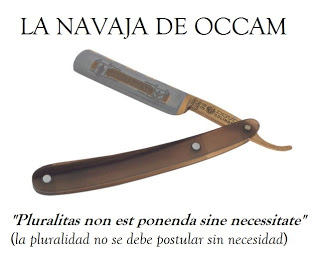 LA NAVAJA DE OCCAM
"Pluralitas non est ponenda sine necessitate"
(la pluralidad no se debe postular sin necesidad)